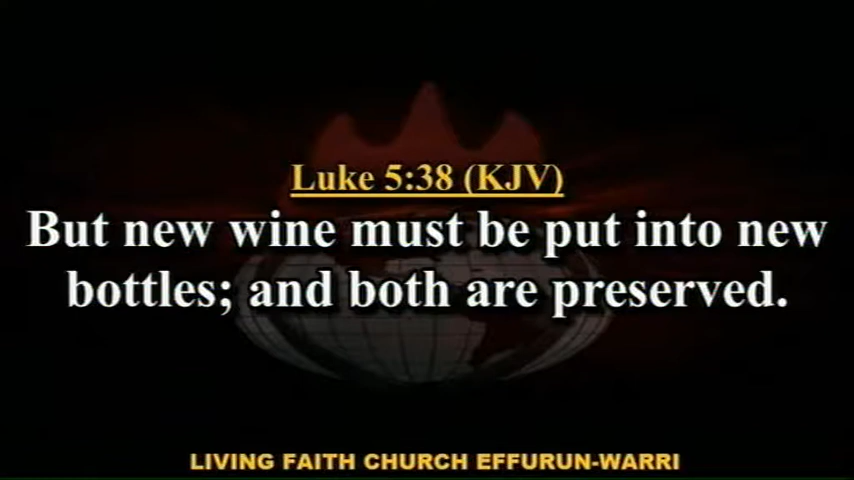 Luke 5:38 (KJV)
But new wine must be put into new
bottles; and both are preserved.
LIVING FAITH CHURCH EFFURUN-WARRI